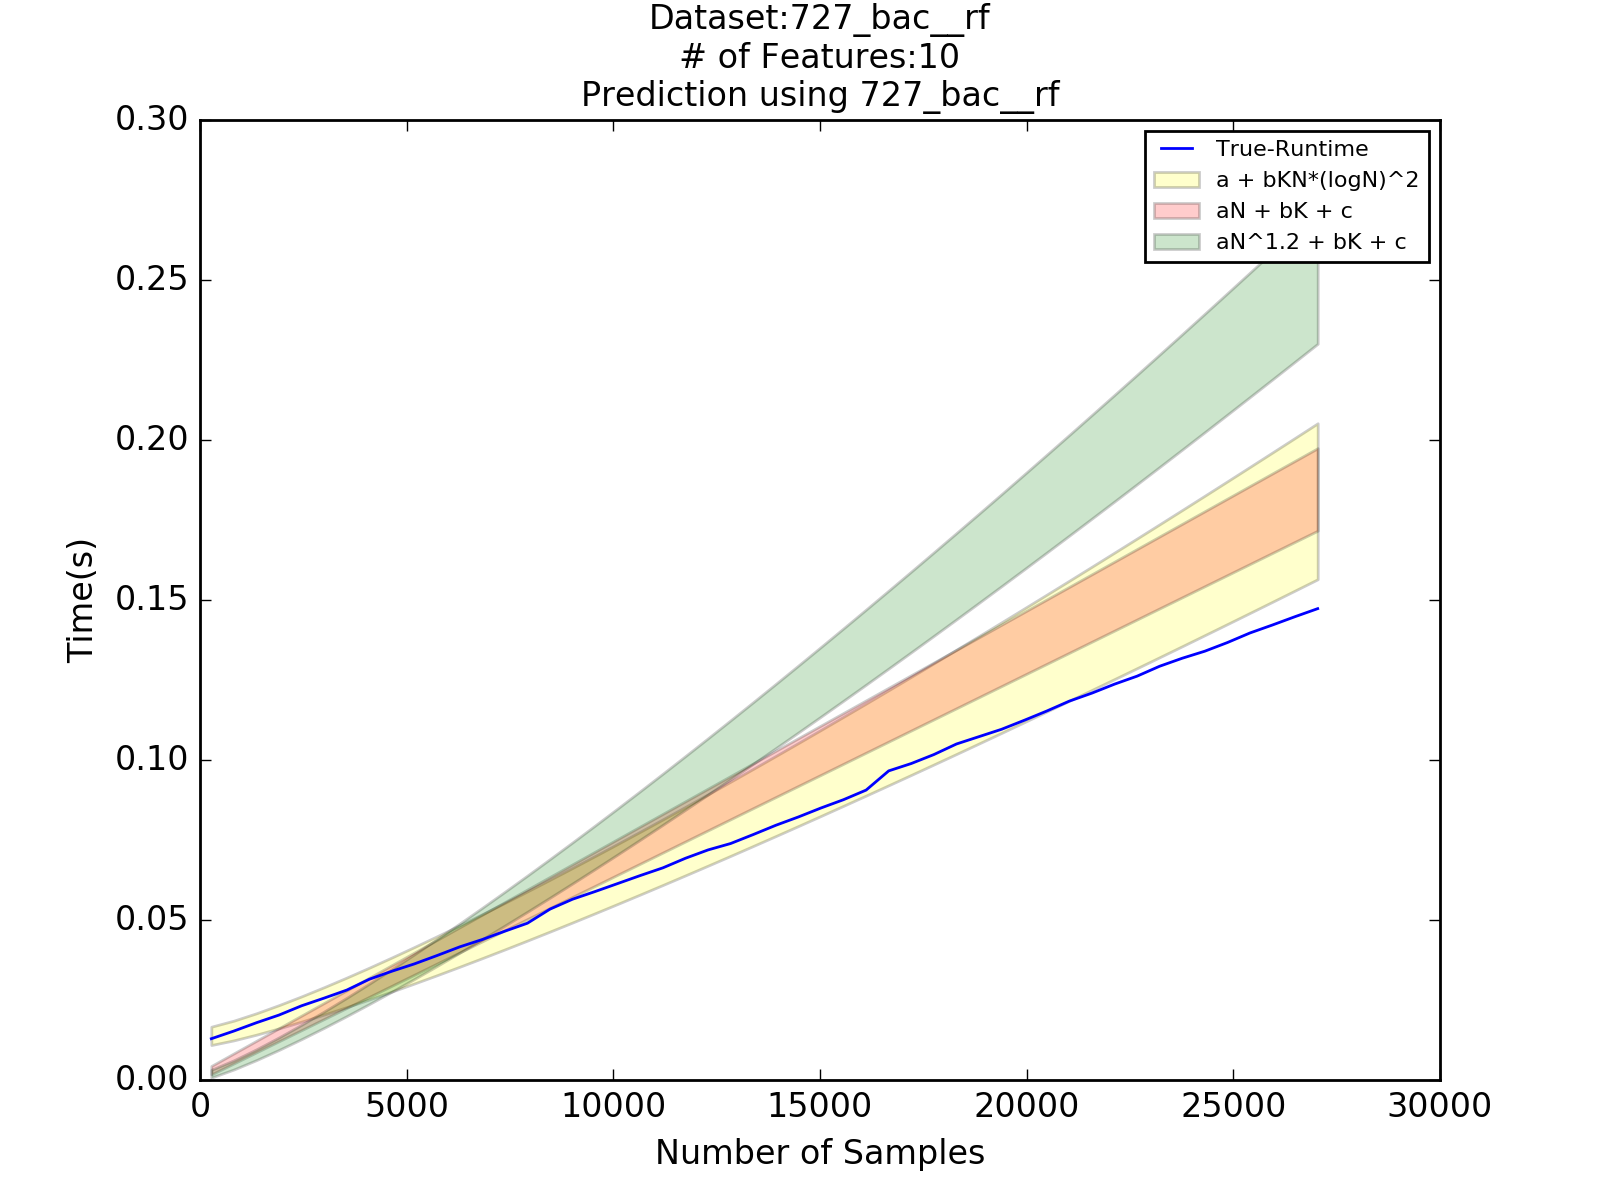 Dataset:727_bac__rf
# of Features:10
Prediction using 727_bac__rf
True-Runtime
a + bKN*(logN)^2
aN + bK + c
aN^1.2 + bK + c
0.30
0.25
0.20
0.15
0.10
0.05
0.00
Time(s)
0 5000 10000 15000 20000 25000 30000
Number of Samples